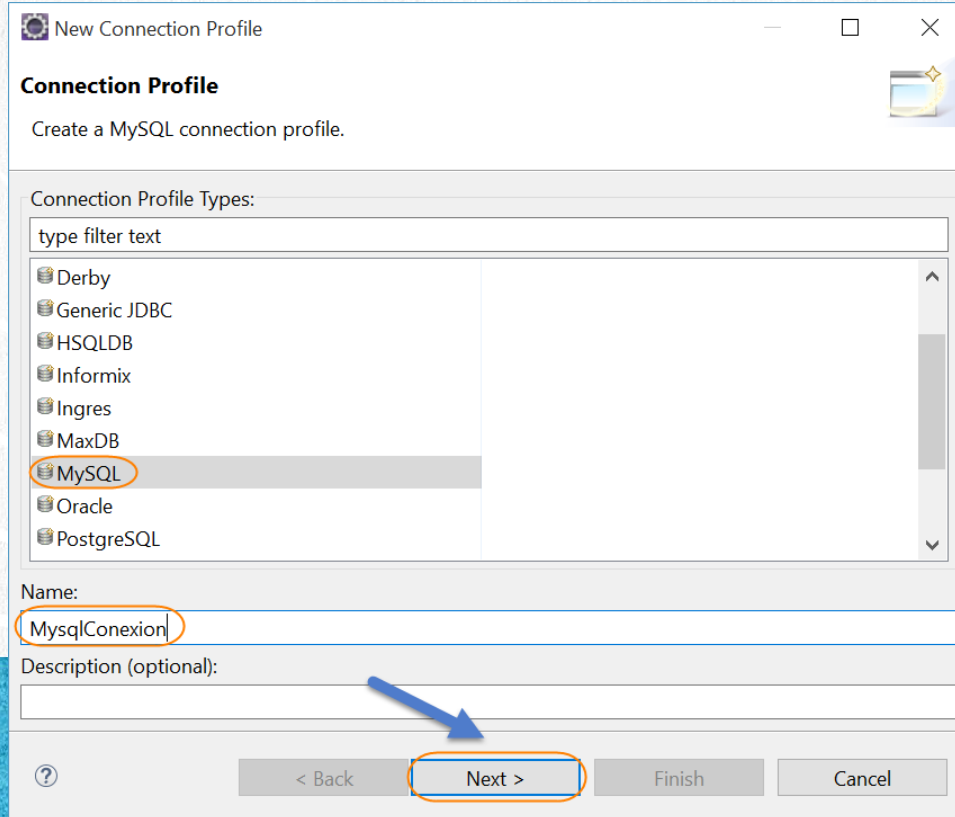 New Connection Profile
Connection Profile
Create a MySQL connection profile.
Connection Profile Types:
type filter text
Derby
Generic JDBC
HSQLDB
Informix
Ingres
MaxDB
MySQL
Oracle
PostgreSQL
Name:
MysqlConexion
Description (optional):
?
< Back
Next >
Finish
Cancel